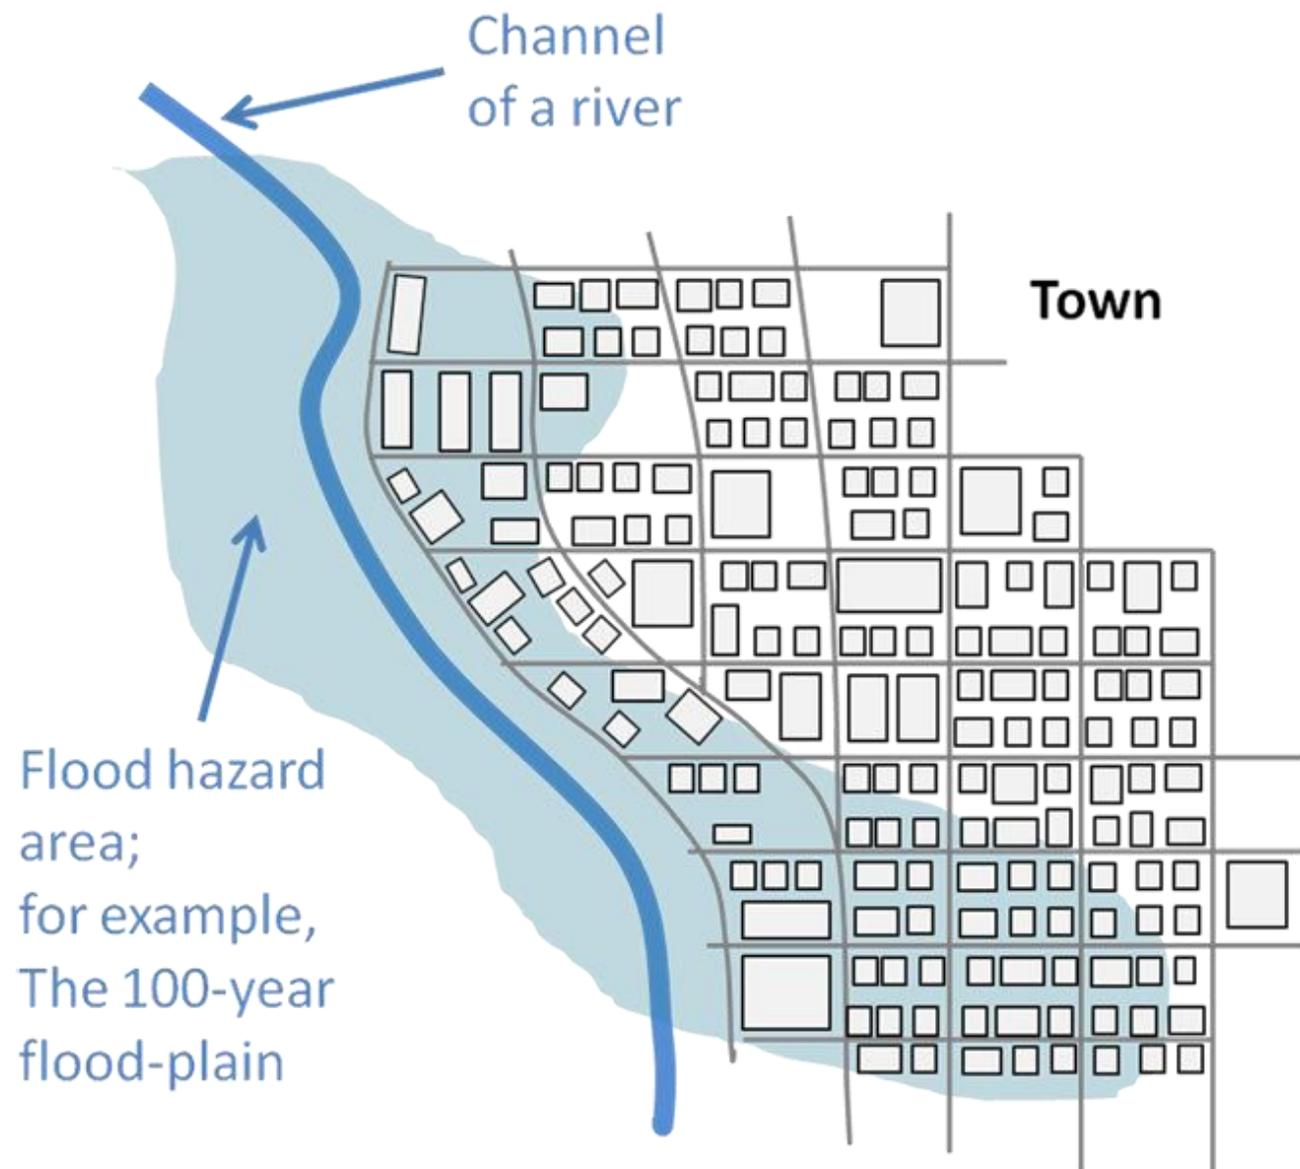 Channel
of a river
Town
Flood hazard
area;
for example,
The 100-year
flood-plain